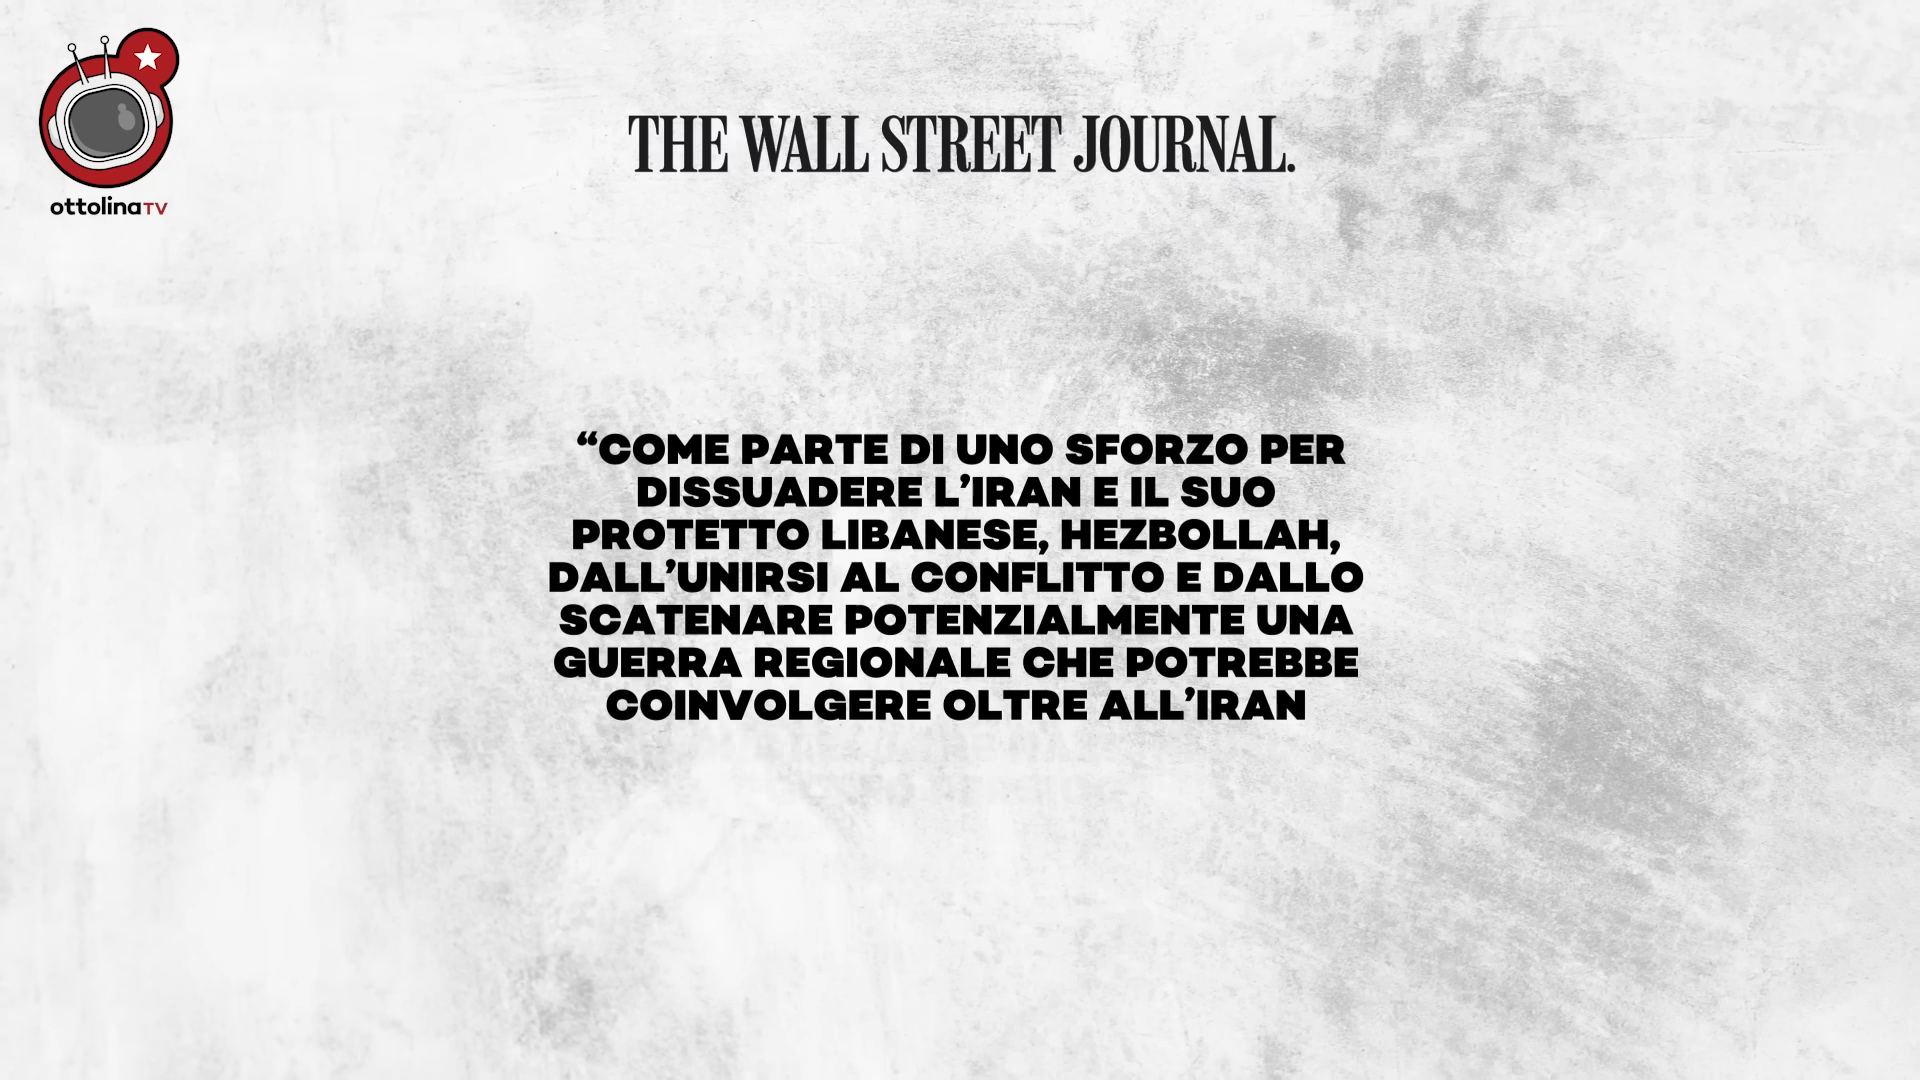 ottolinaTV
THE WALL STREET JOURNAL.
“COME PARTE DI UNO SFORZO PER
DISSUADERE L’IRAN E IL SUO
PROTETTO LIBANESE, HEZBOLLAH,
DALL’UNIRSI AL CONFLITTO E DALLO
SCATENARE POTENZIALMENTE UNA
GUERRA REGIONALE CHE POTREBBE
COINVOLGERE OLTRE ALL’IRAN